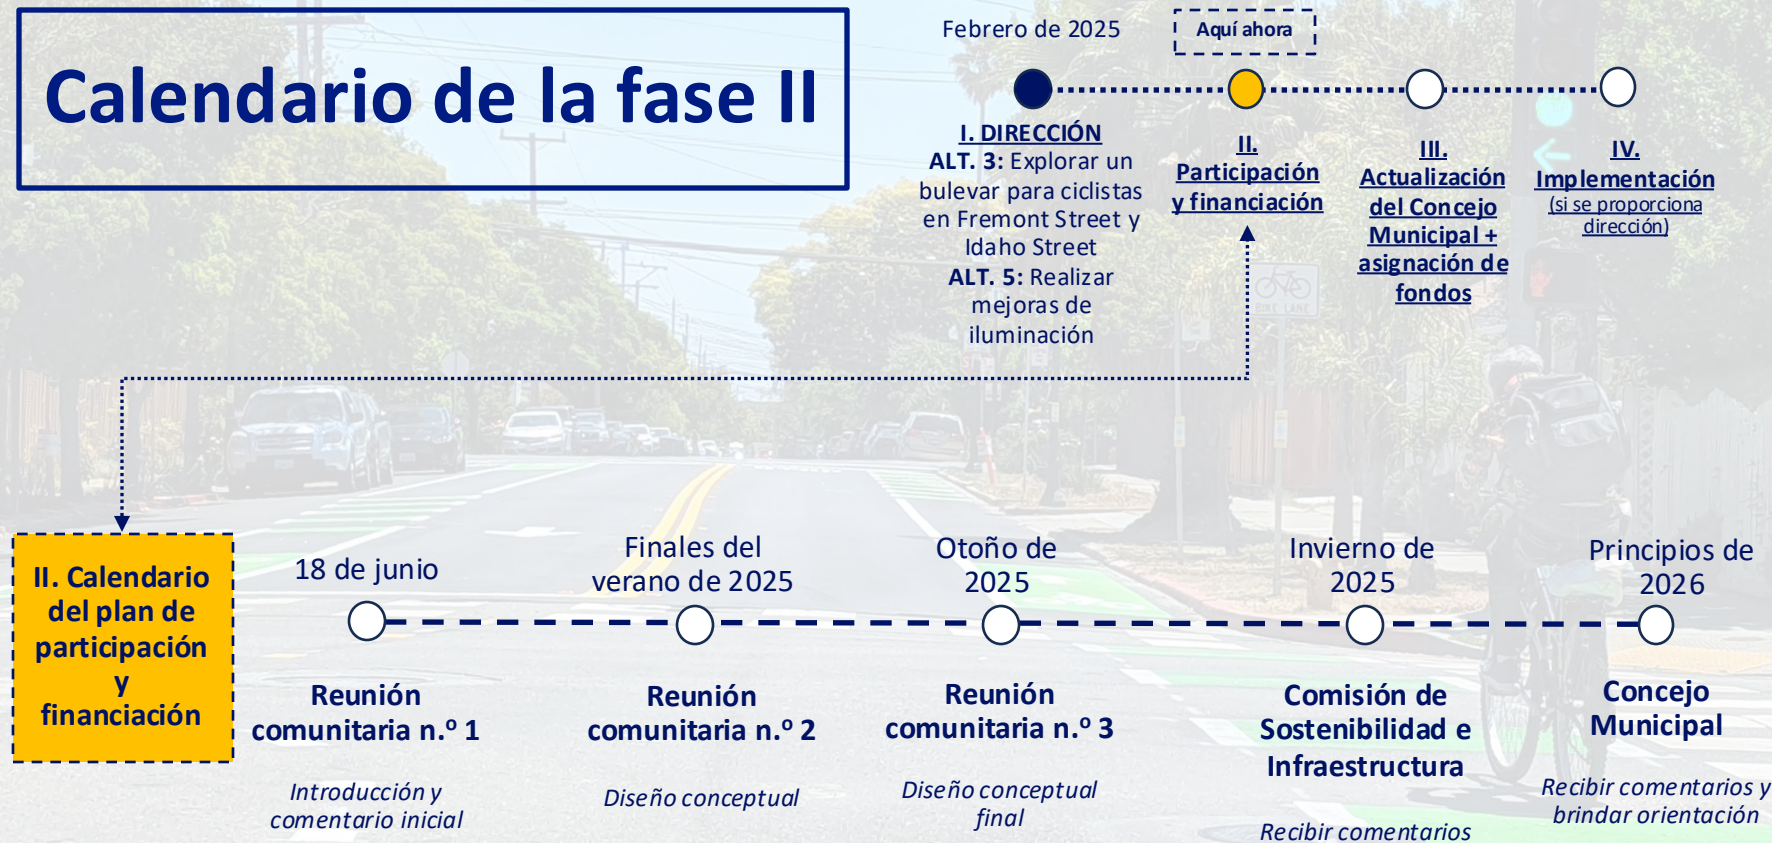 Calendario de la fase II
Febrero de 2025
Aquí ahora
I. DIRECCIÓN
ALT. 3: Explorar un
bulevar para ciclistas
en Fremont Street y
Idaho Street
ALT. 5: Realizar
mejoras de
iluminación
II.
Participación
y financiación
III.
Actualización
del Concejo
Municipal +
asignación de
fondos
IV.
Implementación
(si se proporciona
dirección)
II. Calendario
del plan de
participación
y
financiación
18 de junio
Reunión
comunitaria n.º 1
Introducción y
comentario inicial
Finales del
verano de 2025
Reunión
comunitaria n.º 2
Diseño conceptual
Otoño de
2025
Reunión
comunitaria n.º 3
Diseño conceptual
final
Invierno de
2025
Comisión de
Sostenibilidad e
Infraestructura
Recibir comentarios
Principios de
2026
Concejo
Municipal
Recibir comentarios y
brindar orientación